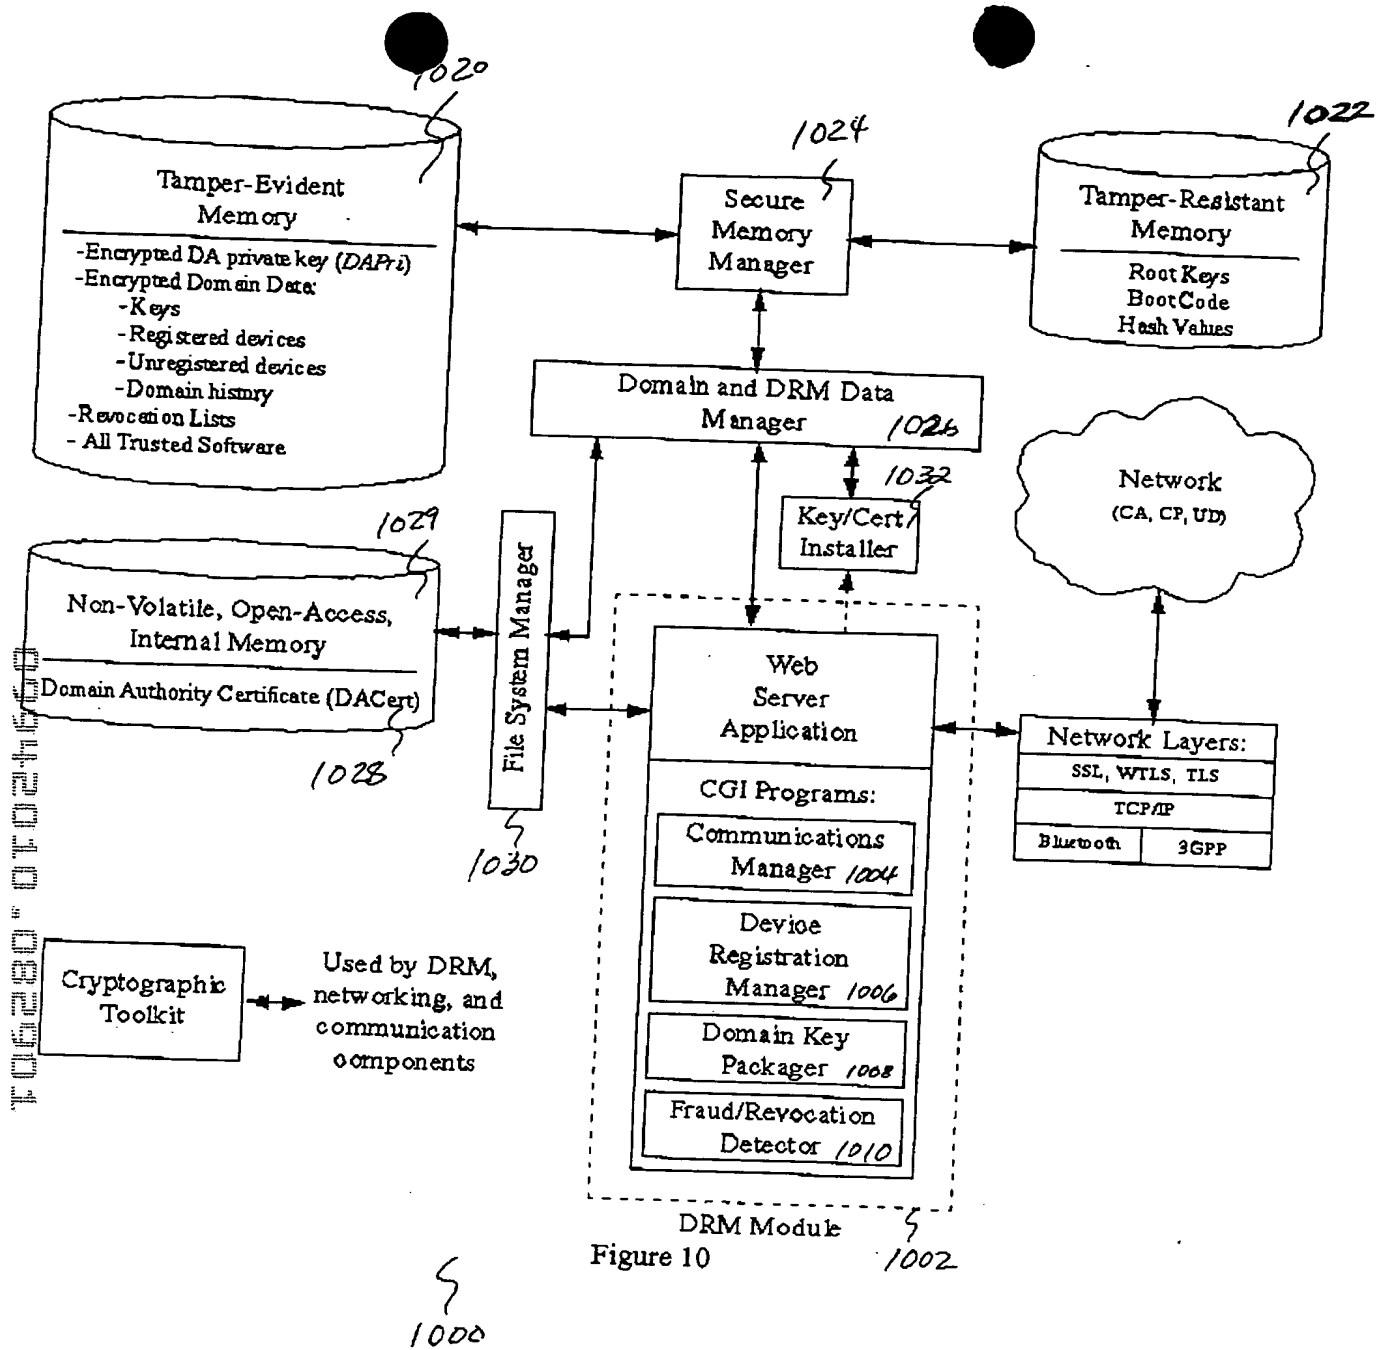 1020
Tamper-Evident
Memory
-Encrypted DA private key (DAPri)
-Encrypted Domain Data:
-Keys
-Registered devices
-Unregistered devices
-Domain history
-Revocation Lists
- All Trusted Software
1024
Secure
Memory
Manager
1022
Tamper-Resistant
Memory
Root Keys
Boot Code
Hash Values
Domain and DRM Data
Manager 1026
1032
Key/Cert
Installer
Network
(CA, CP, UD)
1029
Non-Volatile, Open-Access,
Internal Memory
Domain Authority Certificate (DACert)
1028
File System Manager
1030
Web
Server
Application
CGI Programs:
Communications
Manager 1004
Device
Registration
Manager 1006
Domain Key
Packager 1008
Fraud/Revocation
Detector 1010
DRM Module
1002
Network Layers:
SSL, WTLS, TLS
TCP/IP
Bluetooth
3GPP
Cryptographic
Toolkit
Used by DRM,
networking, and
communication
components
Figure 10
1000
09942010.082901